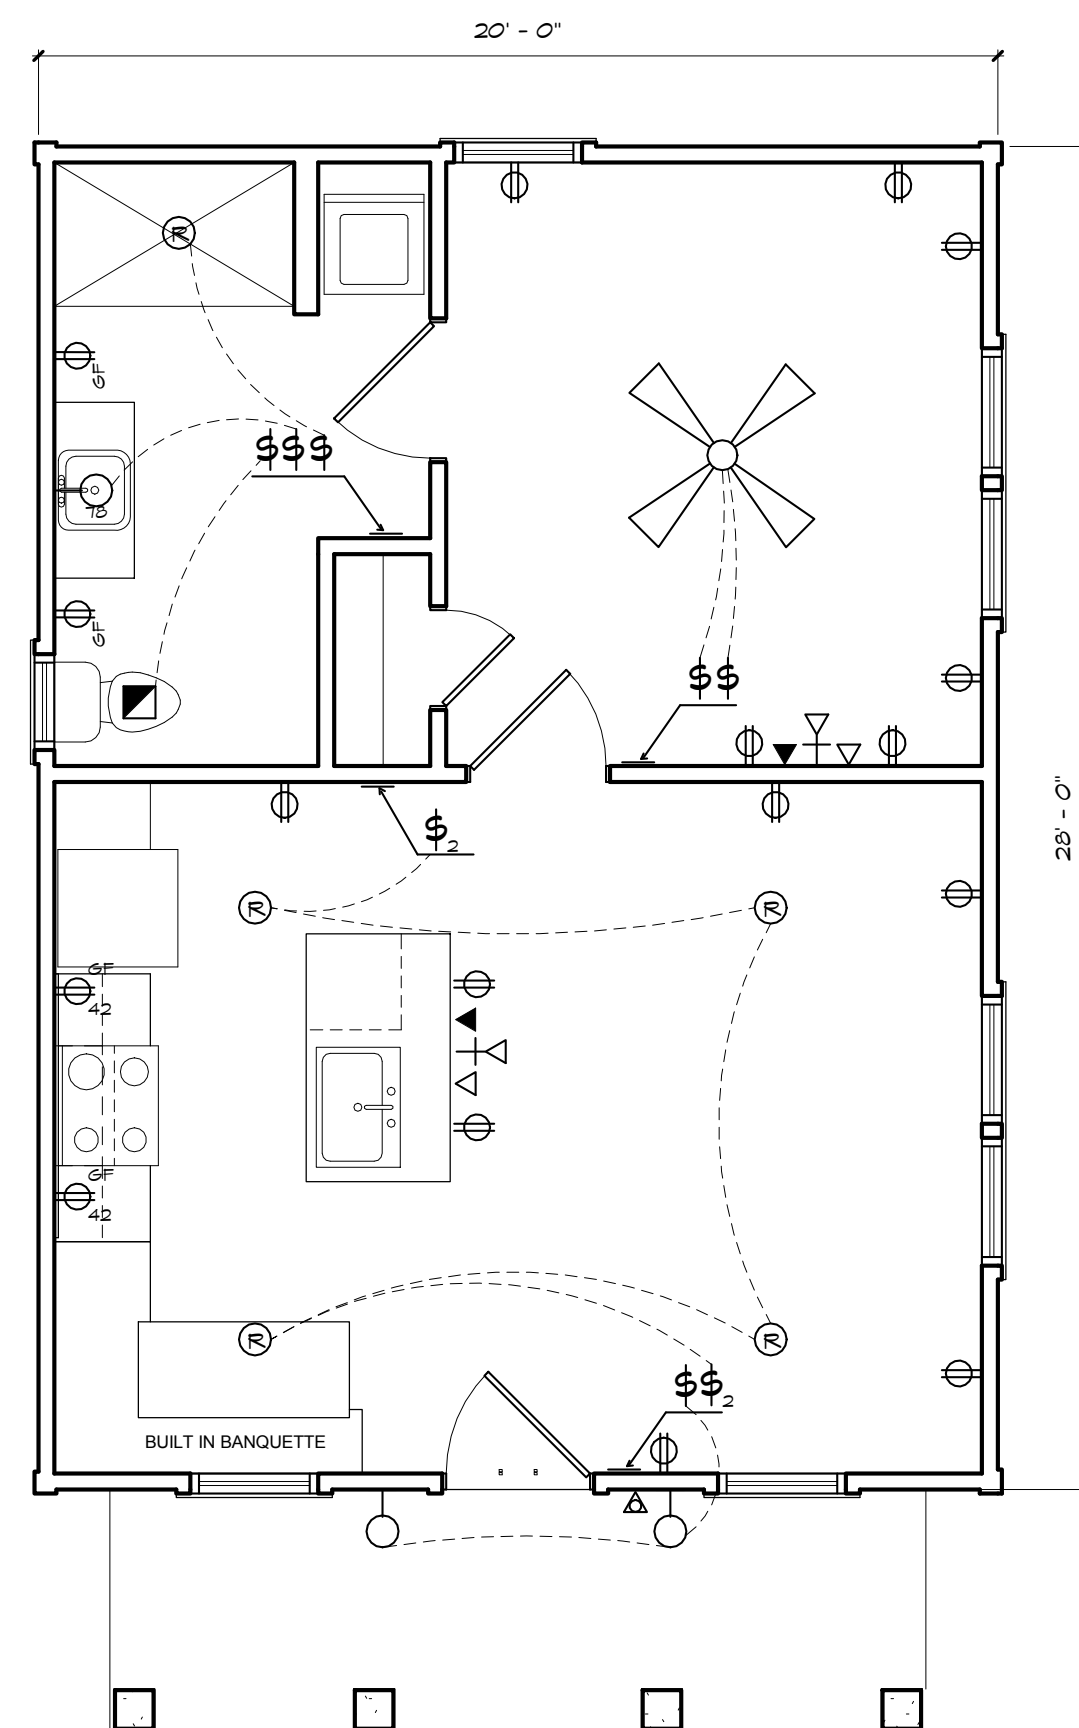 20' - 0"
R
GF
$$$
78
GF
$$
28' - 0"
$2
R
R
GF
42
GF
42
R
R
$$2
BUILT IN BANQUETTE